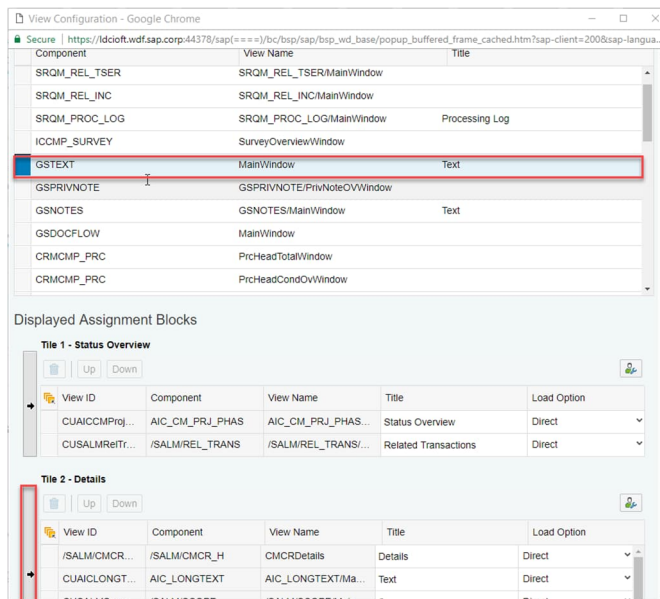 View Configuration - Google Chrome
Secure | https://ldcioft.wdf.sap.corp:44378/sap(====)/bc/bsp/sap/bsp_wd_base/popup_buffered_frame_cached.htm?sap-client=200&sap-langua...
Component View Name Title
SRQM_REL_TSER SRQM_REL_TSER/MainWindow
SRQM_REL_INC SRQM_REL_INC/MainWindow
SRQM_PROC_LOG SRQM_PROC_LOG/MainWindow Processing Log
ICCMP_SURVEY SurveyOverviewWindow
GSTEXT MainWindow Text
GSPRIVNOTE GSPRIVNOTE/PrivNoteOVWindow
GSNOTES GSNOTES/MainWindow Text
GSDOCFLOW MainWindow
CRMCMP_PRC PrcHeadTotalWindow
CRMCMP_PRC PrcHeadCondOvWindow
Displayed Assignment Blocks
Tile 1 - Status Overview
Up Down
View ID Component View Name Title Load Option
CUAICCMProj... AIC_CM_PRJ_PHAS AIC_CM_PRJ_PHAS... Status Overview Direct
CUSALMRelTr... /SALM/REL_TRANS /SALM/REL_TRANS/... Related Transactions Direct
Tile 2 - Details
Up Down
View ID Component View Name Title Load Option
/SALM/CMCR... /SALM/CMCR_H CMCRDetails Details Direct
CUAICLONGT... AIC_LONGTEXT AIC_LONGTEXT/Ma... Text Direct